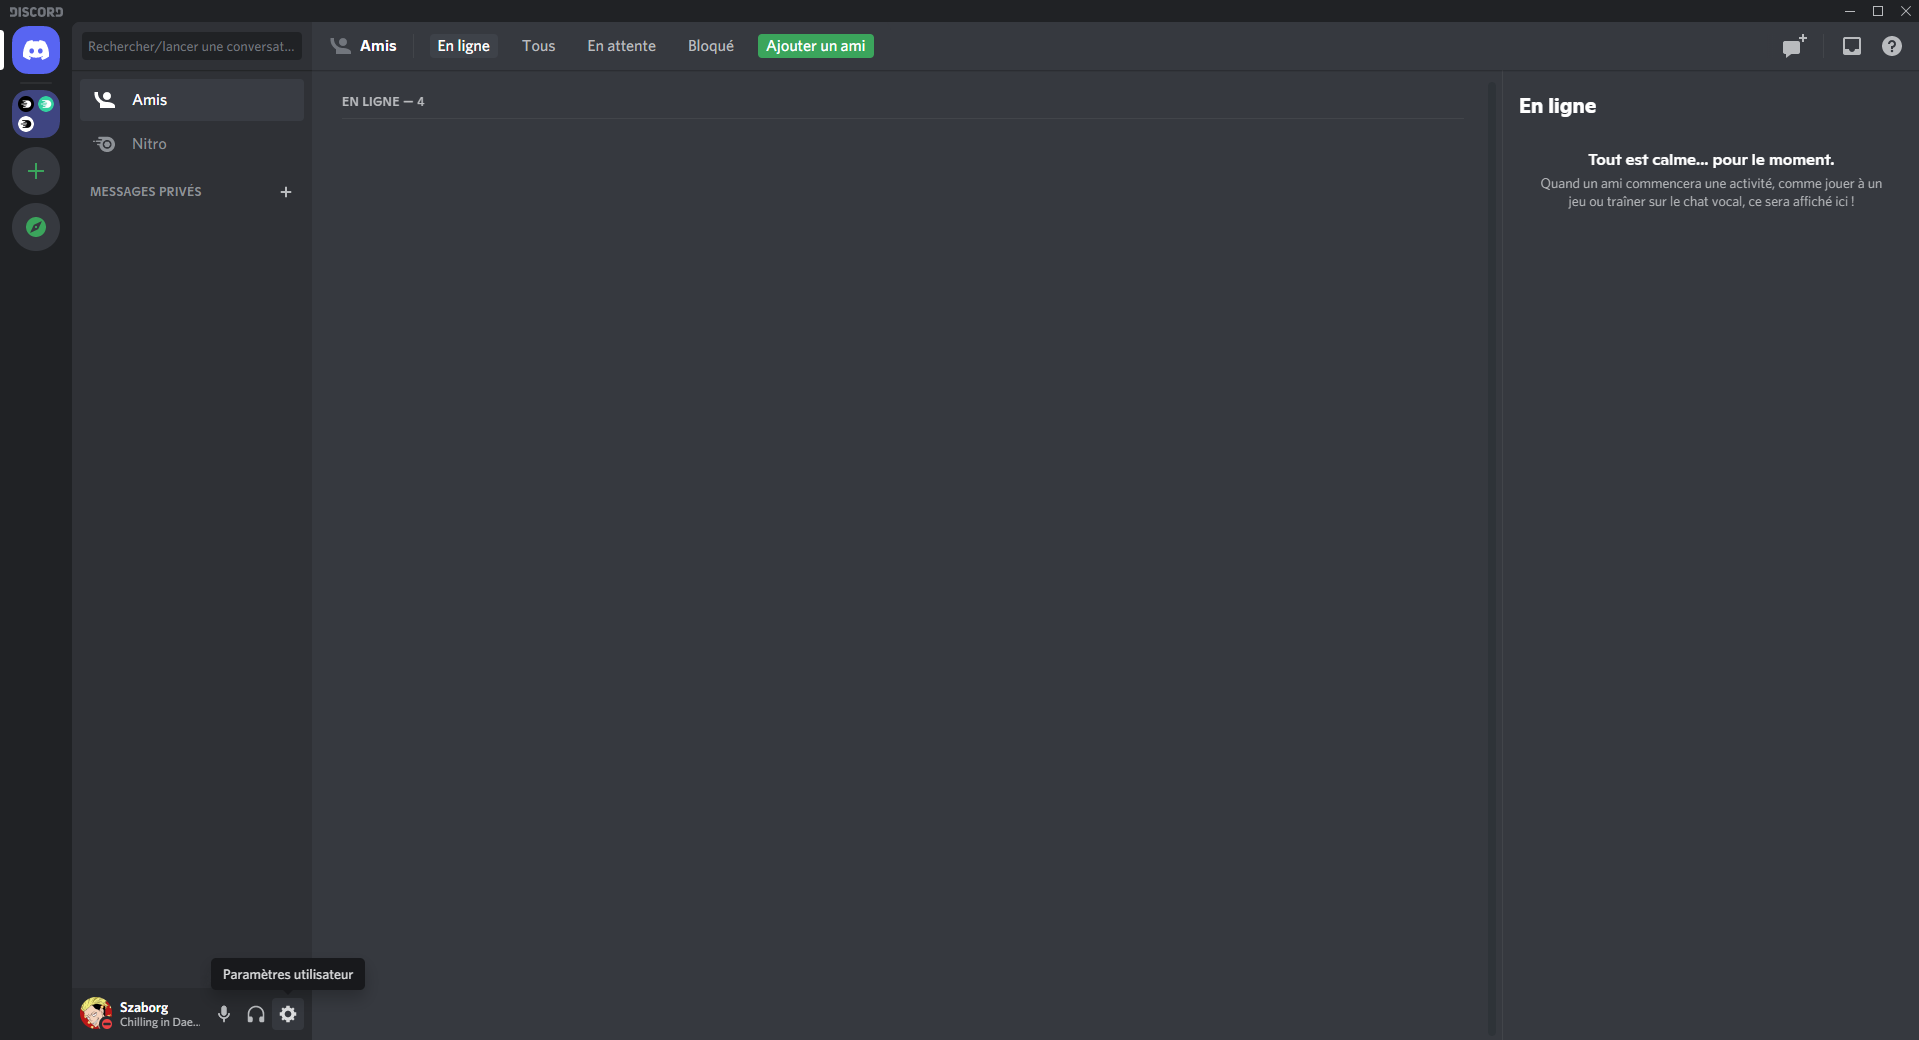 DISCORD
Rechercher/lancer une conversat...
Amis
En ligne
Tous
En attente
Bloqué
Ajouter un ami
Amis
Nitro
MESSAGES PRIVÉS
EN LIGNE — 4
En ligne
Tout est calme... pour le moment.
Quand un ami commencera une activité, comme jouer à un
jeu ou traîner sur le chat vocal, ce sera affiché ici !
Paramètres utilisateur
Szaborg
Chilling in Dae...